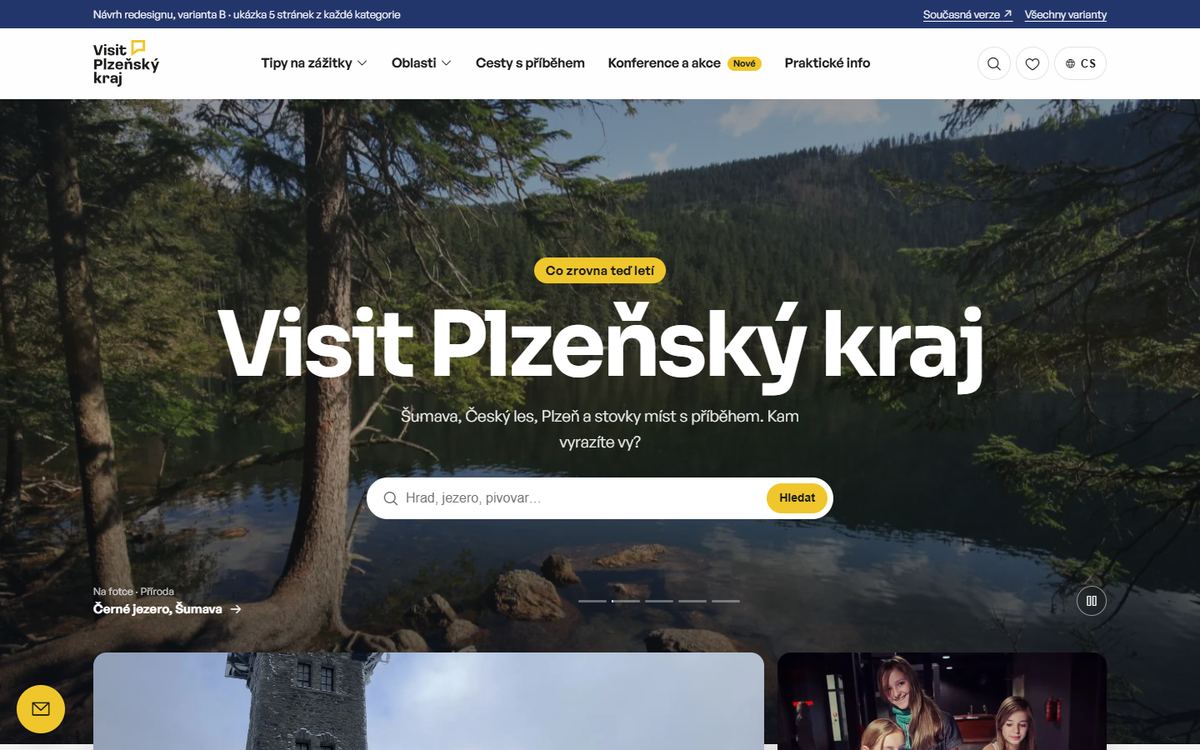 Návrh redesignu, varianta B · ukázka 5 stránek z každé kategorie
Současná verze ↗ Všechny varianty
Visit
Plzeňský
kraj
Tipy na zážitky Oblasti Cesty s příběhem Konference a akce Nové Praktické info
CS
Co zrovna teď letí
Visit Plzeňský kraj
Šumava, Český les, Plzeň a stovky míst s příběhem. Kam
vyrazíte vy?
Hrad, jezero, pivovar…
Hledat
Na fotce · Příroda
Černé jezero, Šumava →